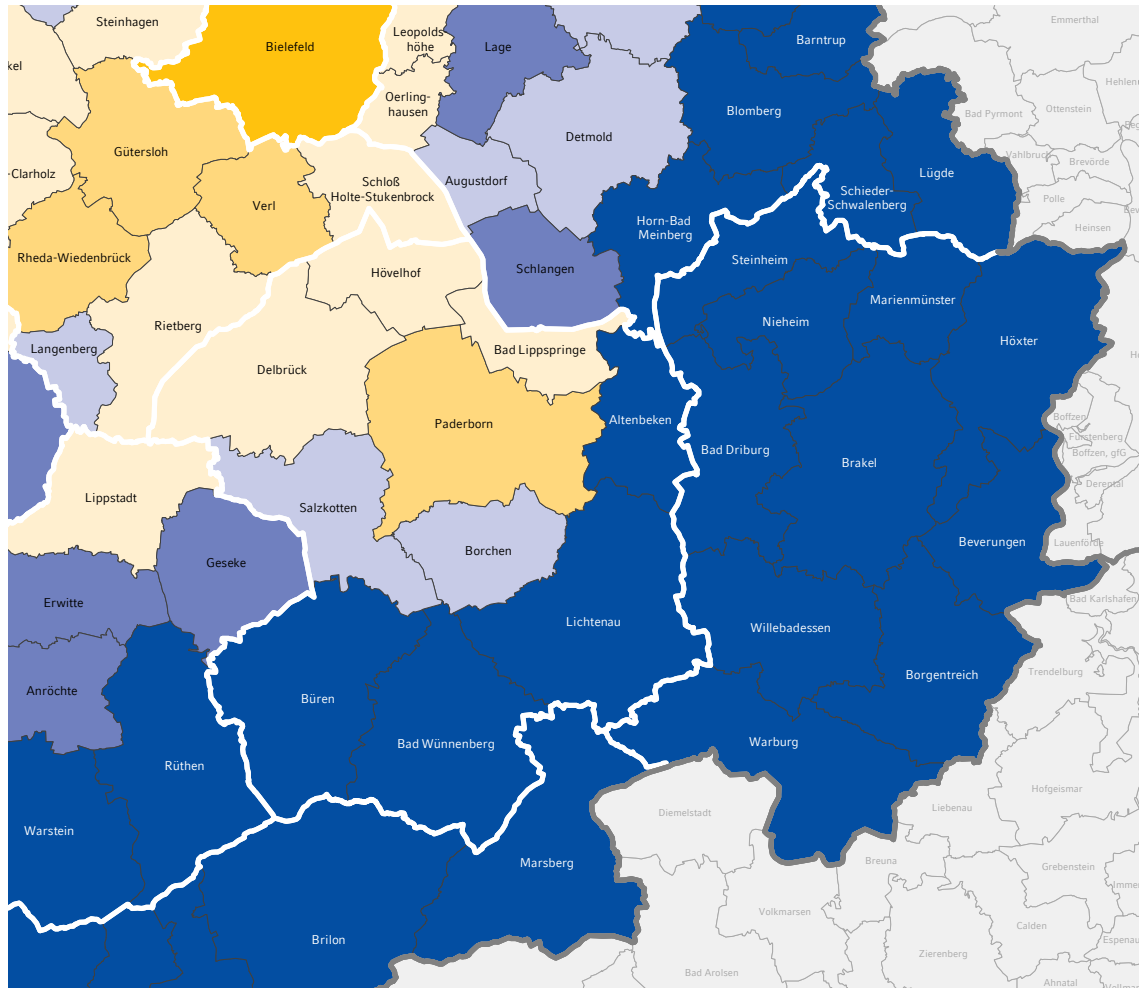 Steinhagen
Bielefeld
Leopolds
höhe
Lage
Barntrup
Emmerthal
kel
Oerling-
hausen
Blomberg
Ottenstein
Bad Pyrmont
Gütersloh
Detmold
Vahlbruch
Brevörde
-Clarholz
Schloß
Holte-Stukenbrock
Augustdorf
Lügde
Verl
Schieder-
Schwalenberg
Polle
Horn-Bad
Meinberg
Heinsen
Rheda-Wiedenbrück
Hövelhof
Schlangen
Steinheim
Marienmünster
Rietberg
Nieheim
Höxter
Langenberg
Bad Lippspringe
Delbrück
Paderborn
Altenbeken
Boffzen
Fürstenberg
Bad Driburg
Boffzen, gfG
Brakel
Derental
Lippstadt
Salzkotten
Borchen
Beverungen
Lauenförde
Geseke
Erwitte
Bad Karlshafen
Lichtenau
Willebadessen
Trendelburg
Borgentreich
Anröchte
Büren
Bad Wünnenberg
Warburg
Rüthen
Hofgeismar
Liebenau
Diemelstadt
Warstein
Marsberg
Breuna
Grebenstein
Volkmarsen
Calden
Brilon
Espenau
Zierenberg
Bad Arolsen
Ahnatal